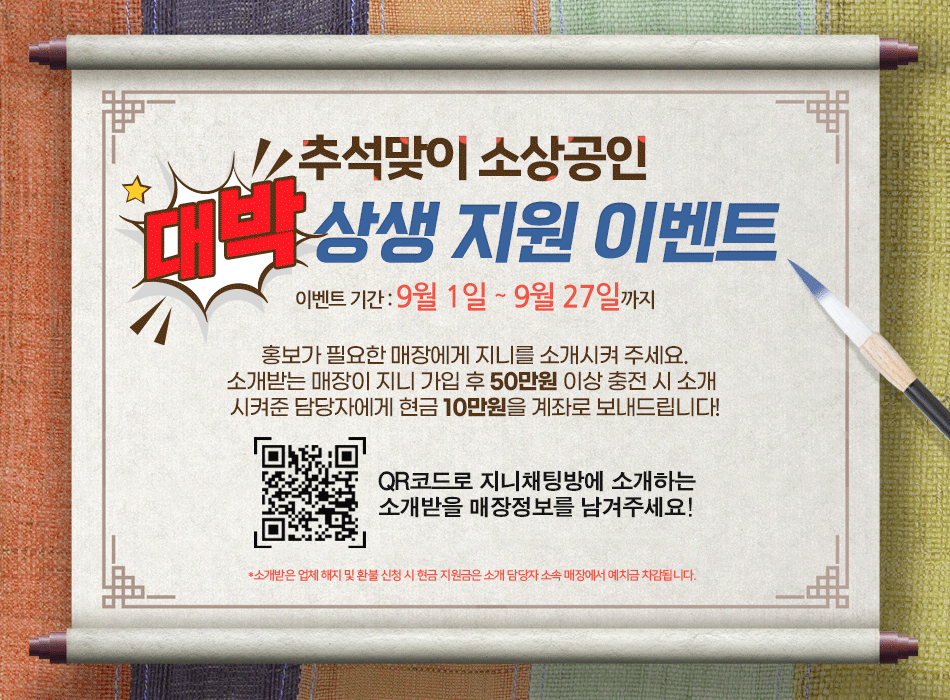 추석맞이 소상공인
대박 상생 지원 이벤트
이벤트 기간 : 9월 1일 ~ 9월 27일까지
홍보가 필요한 매장에게 지니를 소개시켜 주세요.
소개받는 매장이 지니 가입 후 50만원 이상 충전 시 소개
시켜준 담당자에게 현금 10만원을 계좌로 보내드립니다!
QR코드로 지니채팅방에 소개하는
소개받을 매장정보를 남겨주세요!
*소개받은 업체 해지 및 환불 신청 시 현금 지원금은 소개 담당자 소속 매장에서 예치금 차감됩니다.